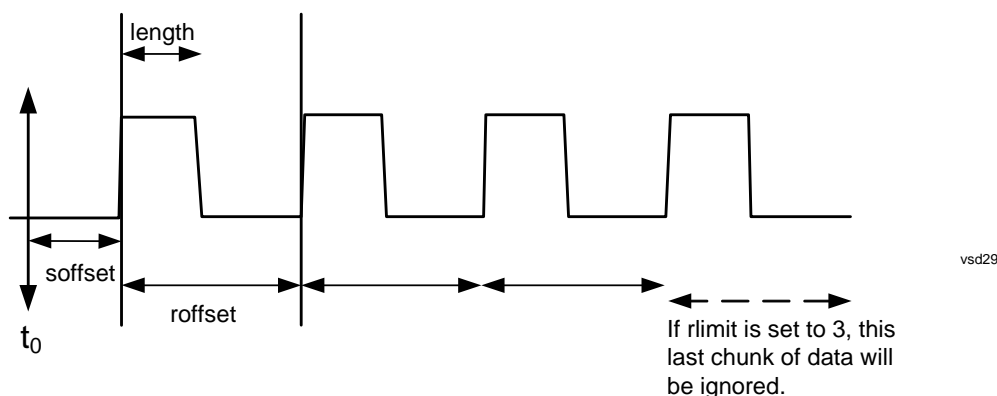 length
soffset
vsd29
roffset
t0
If rlimit is set to 3, this
last chunk of data will
be ignored.